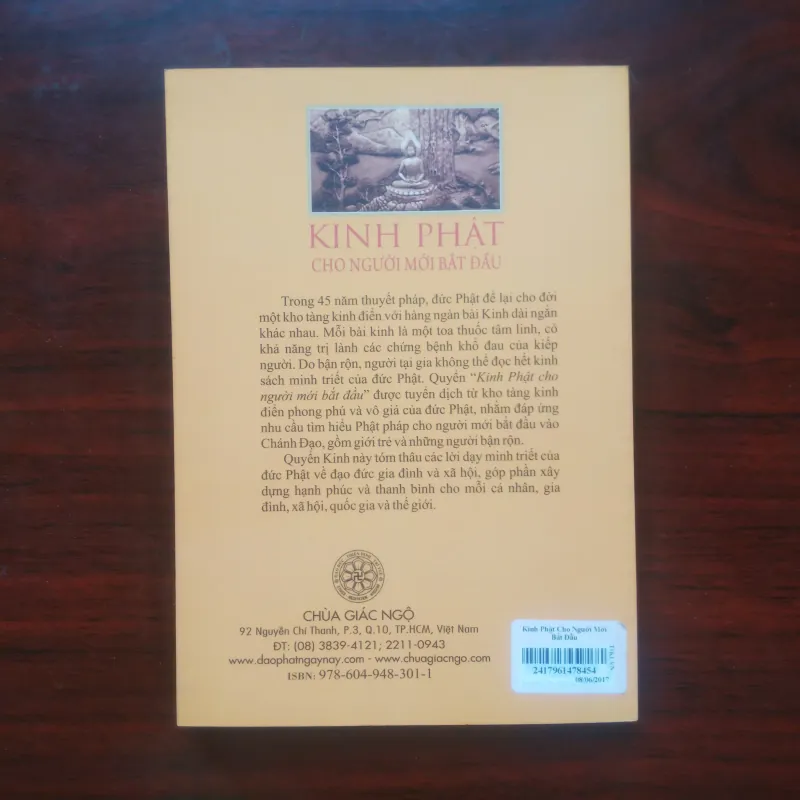 KINH PHẬT
CHO NGƯỜI MỚI BẮT ĐẦU
Trong 45 năm thuyết pháp, đức Phật để lại cho đời
một kho tàng kinh điển với hàng ngàn bài Kinh dài ngắn
khác nhau. Mỗi bài kinh là một toa thuốc tâm linh, có
khả năng trị lành các chứng bệnh khổ đau của kiếp
người. Do bận rộn, người tại gia không thể đọc hết kinh
sách minh triết của đức Phật. Quyển “Kinh Phật cho
người mới bắt đầu” được tuyển dịch từ kho tàng kinh
điển phong phú và vô giá của đức Phật, nhằm đáp ứng
nhu cầu tìm hiểu Phật pháp cho người mới bắt đầu vào
Chánh Đạo, gồm giới trẻ và những người bận rộn.
Quyển Kinh này tóm thâu các lời dạy minh triết của
đức Phật về đạo đức gia đình và xã hội, góp phần xây
dựng hạnh phúc và thanh bình cho mỗi cá nhân, gia
đình, xã hội, quốc gia và thế giới.
CHÙA GIÁC NGỘ
92 Nguyễn Chí Thanh, P.3, Q.10, TP.HCM, Việt Nam
ĐT: (08) 3839-4121; 2211-0943
www.daophatngaynay.com - www.chuagiacngo.com
ISBN: 978-604-948-301-1
Kinh Phật Cho Người Mới
Bắt Đầu
2417961478454
08/06/2017